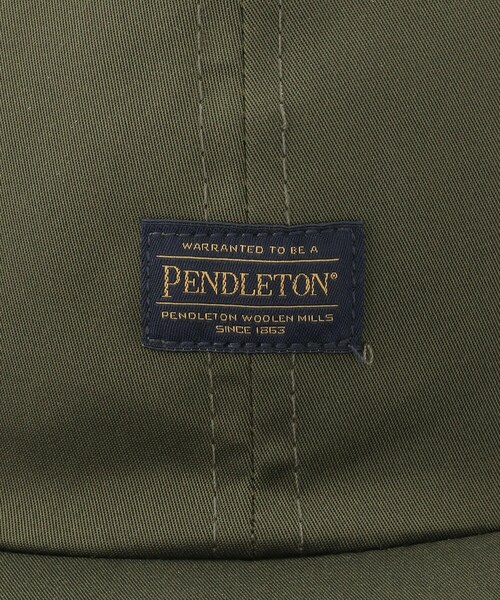 WARRANTED TO BE A
PENDLETON®
PENDLETON WOOLEN MILLS
SINCE 1863